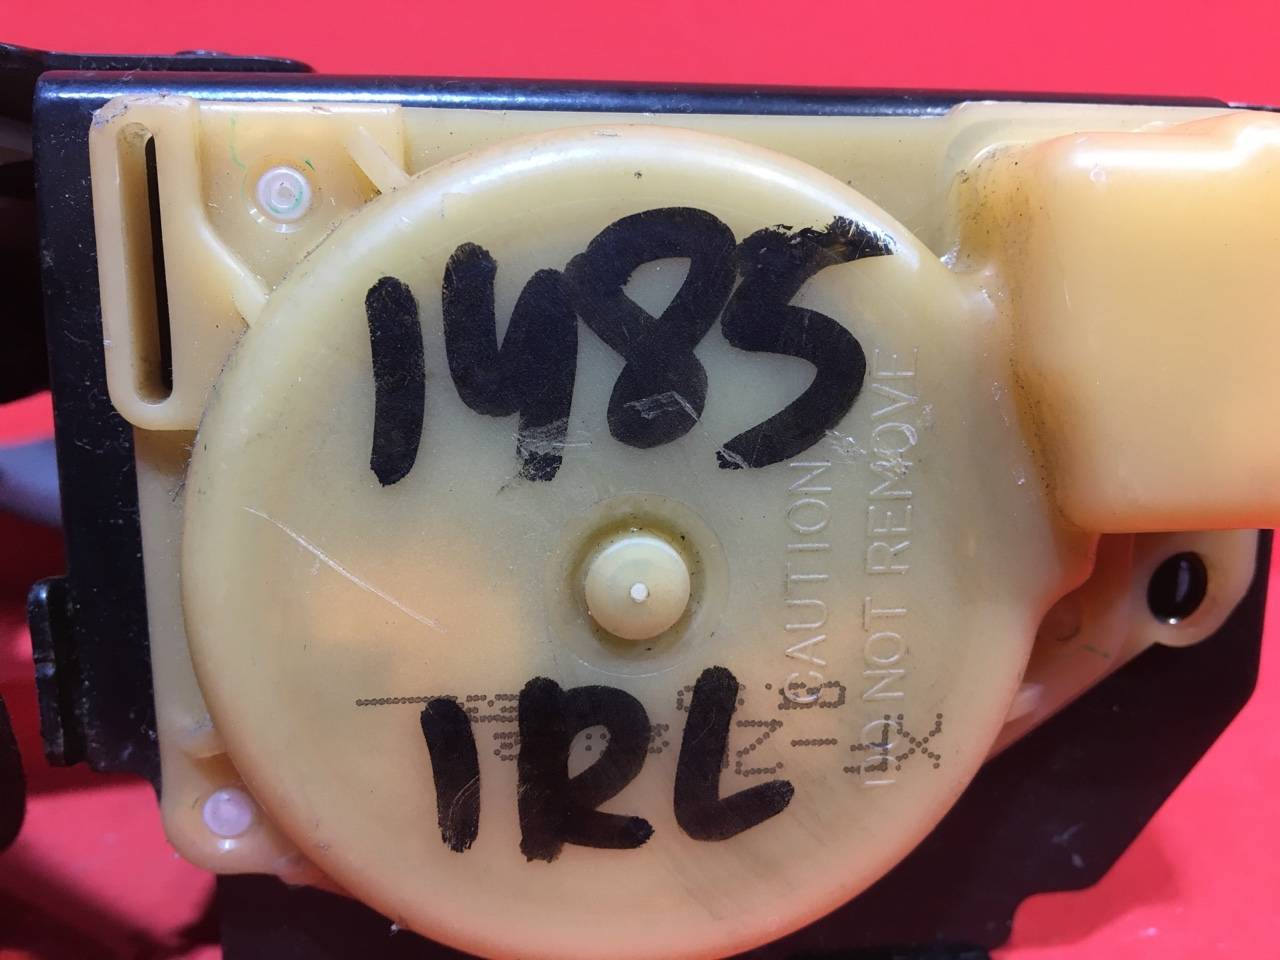 1485
CAUTION
DO NOT REMOVE
1RL